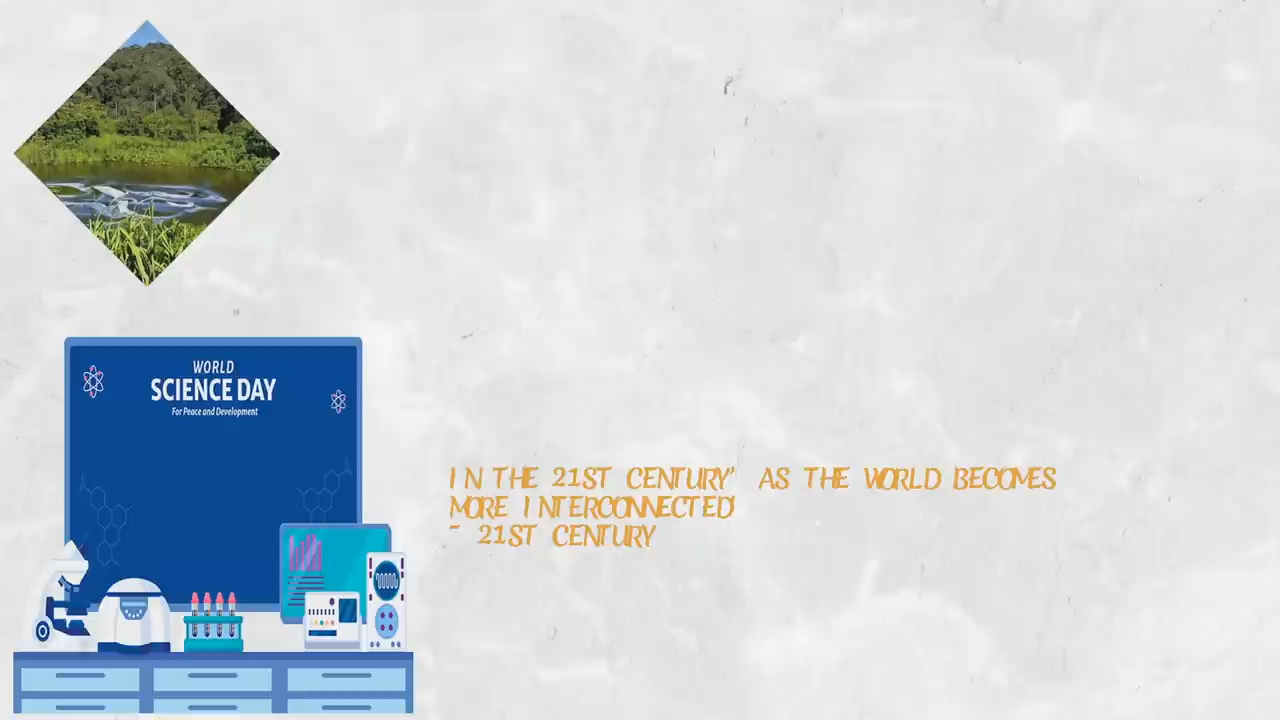 WORLD
SCIENCE DAY
For Peace and Development
IN THE 21ST CENTURY" AS THE WORLD BECOMES
MORE INTERCONNECTED"
~ 21ST CENTURY